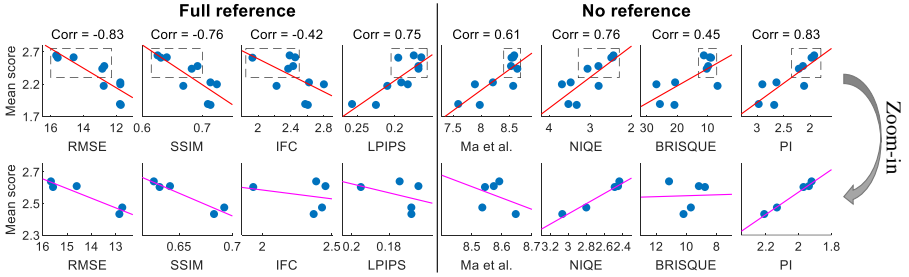 Full reference
No reference
Corr = -0.83
Corr = -0.76
Corr = -0.42
Corr = 0.75
Corr = 0.61
Corr = 0.76
Corr = 0.45
Corr = 0.83
Mean score
2.7
2.2
1.7
16 14 12
0.6 0.7
2 2.4 2.8
0.25 0.2
7.5 8 8.5
4 3 2
30 20 10
3 2
RMSE
SSIM
IFC
LPIPS
Ma et al.
NIQE
BRISQUE
PI
Zoom-in
Mean score
2.7
2.5
2.3
16 15 14 13
0.65 0.7
2 2.5
0.2 0.18
8.5 8.6 8.7
3.2 3 2.8 2.6 2.4
11 10 9 8
2.2 2 1.8
RMSE
SSIM
IFC
LPIPS
Ma et al.
NIQE
BRISQUE
PI